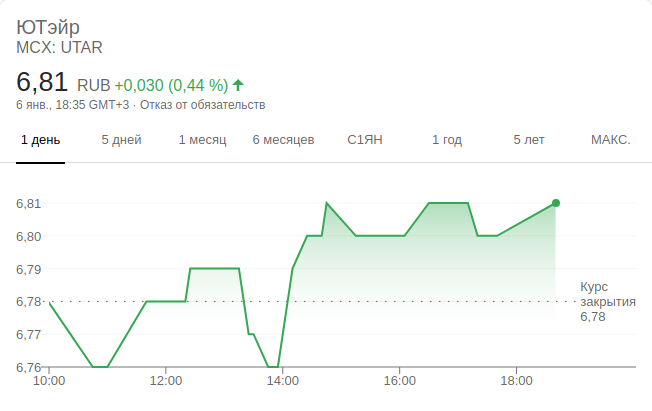 ЮТэйр
MCX: UTAR
6,81 RUB +0,030 (0,44 %)
6 янв., 18:35 GMT+3 · Отказ от обязательств
1 день 5 дней 1 месяц 6 месяцев С1ЯН 1 год 5 лет МАКС.
6,81
6,80
6,79
6,78
6,77
6,76
Курс
закрытия
6,78
10:00 12:00 14:00 16:00 18:00